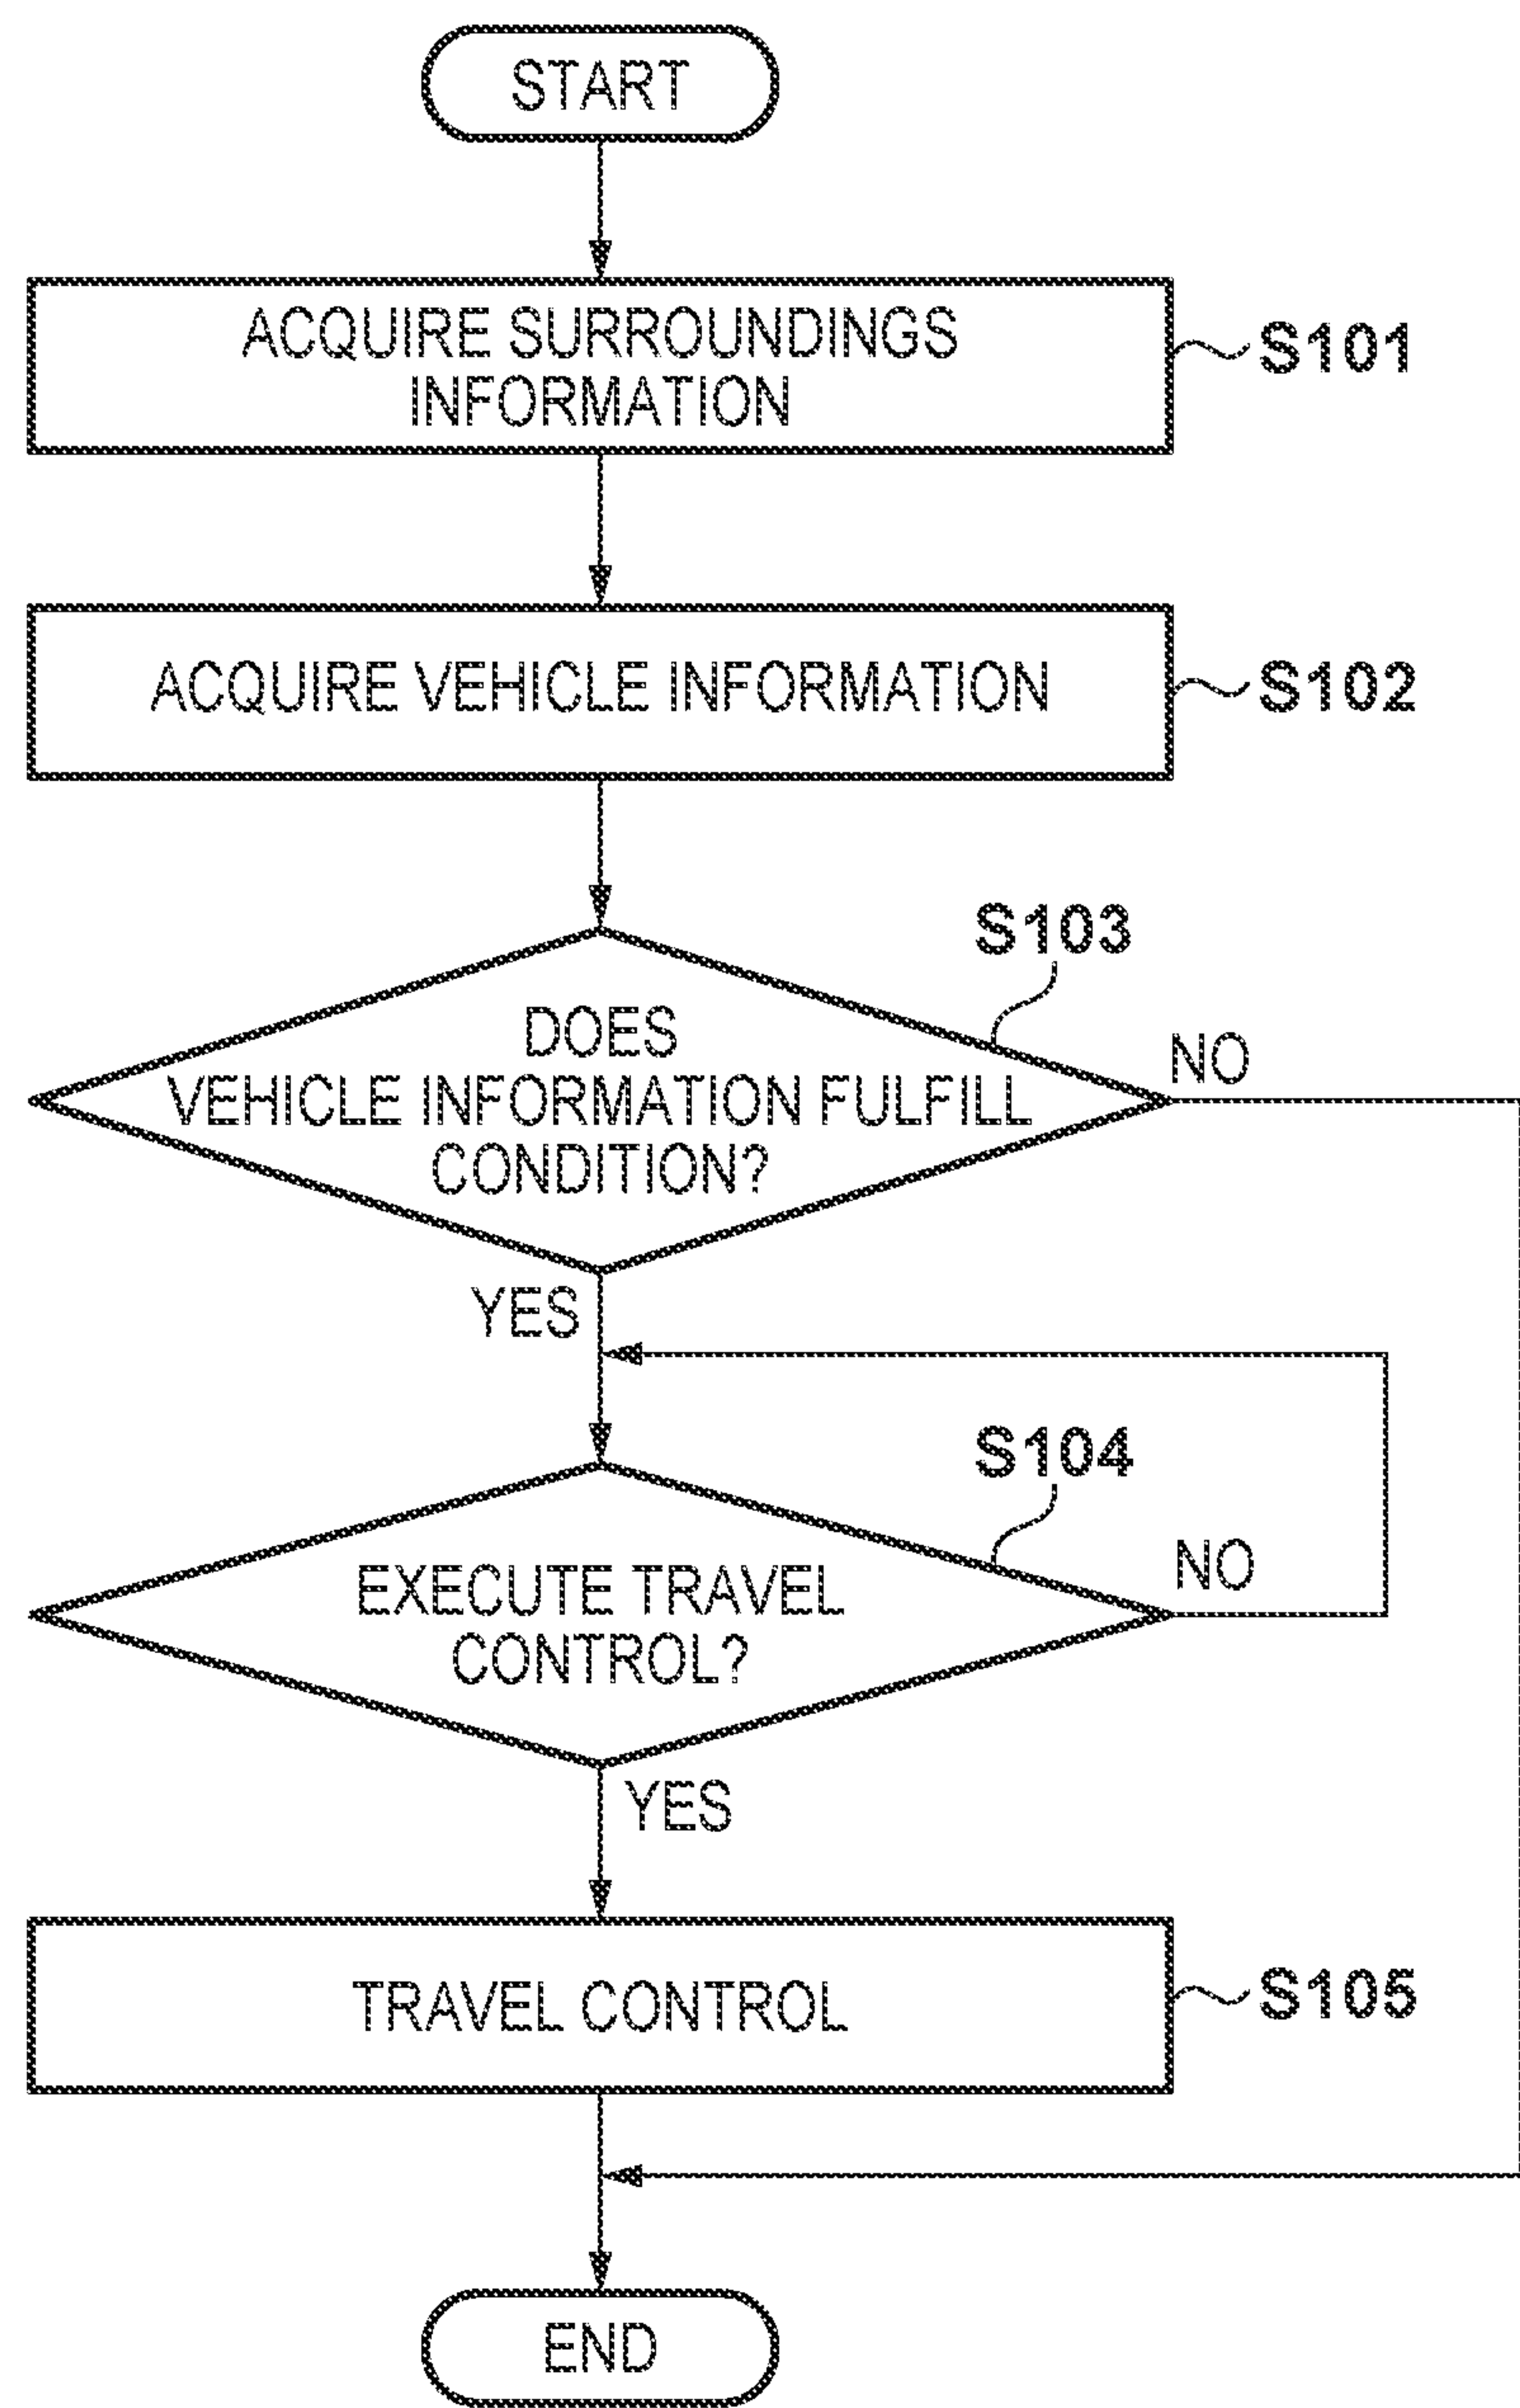 START
ACQUIRE SURROUNDINGS
INFORMATION
S101
ACQUIRE VEHICLE INFORMATION
S102
S103
DOES
VEHICLE INFORMATION FULFILL
CONDITION?
NO
YES
S104
EXECUTE TRAVEL
CONTROL?
NO
YES
TRAVEL CONTROL
S105
END